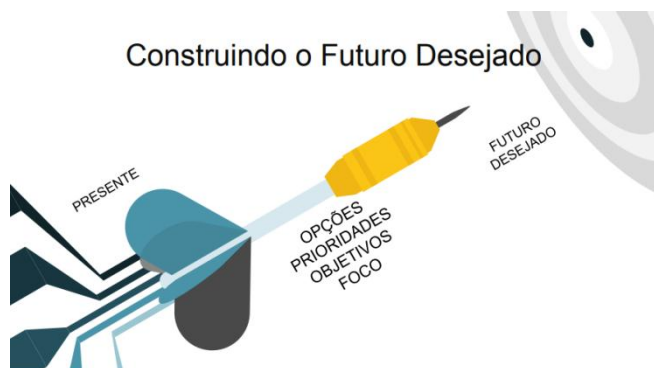 Construindo o Futuro Desejado
PRESENTE
OPÇÕES
PRIORIDADES
OBJETIVOS
FOCO
FUTURO
DESEJADO